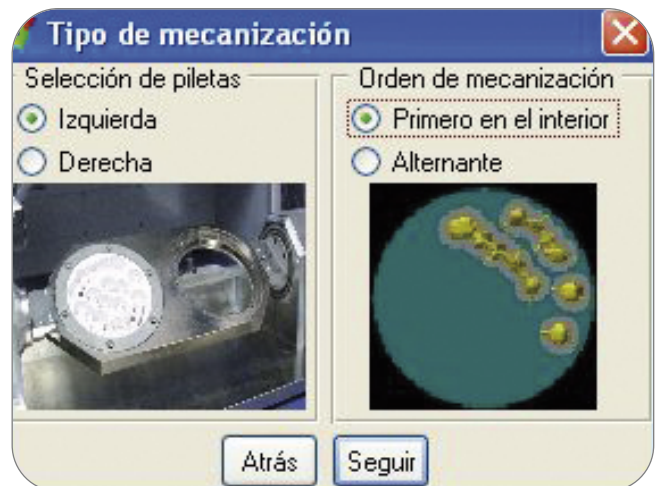 Tipo de mecanización
Selección de piletas
Izquierda
Derecha
Orden de mecanización
Primero en el interior
Alternante
Atrás
Seguir